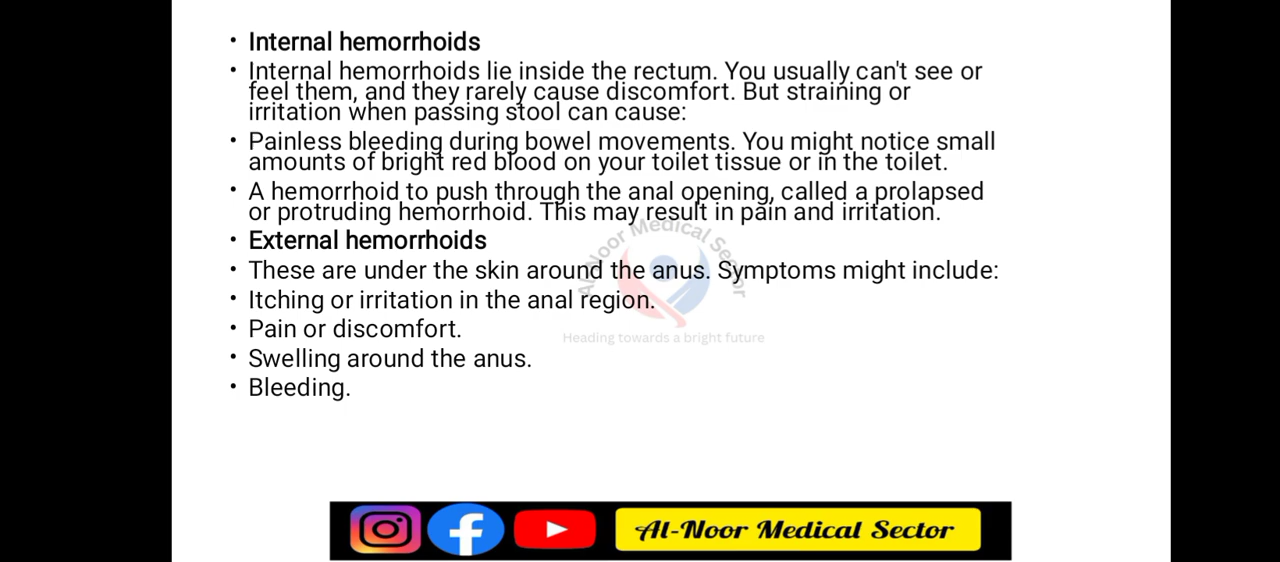 • Internal hemorrhoids
• Internal hemorrhoids lie inside the rectum. You usually can't see or
feel them, and they rarely cause discomfort. But straining or
irritation when passing stool can cause:
• Painless bleeding during bowel movements. You might notice small
amounts of bright red blood on your toilet tissue or in the toilet.
• A hemorrhoid to push through the anal opening, called a prolapsed
or protruding hemorrhoid. This may result in pain and irritation.
• External hemorrhoids
• These are under the skin around the anus. Symptoms might include:
• Itching or irritation in the anal region.
• Pain or discomfort.
• Swelling around the anus.
• Bleeding.
Al-Noor Medical Sector
Heading towards a bright future
Al-Noor Medical Sector